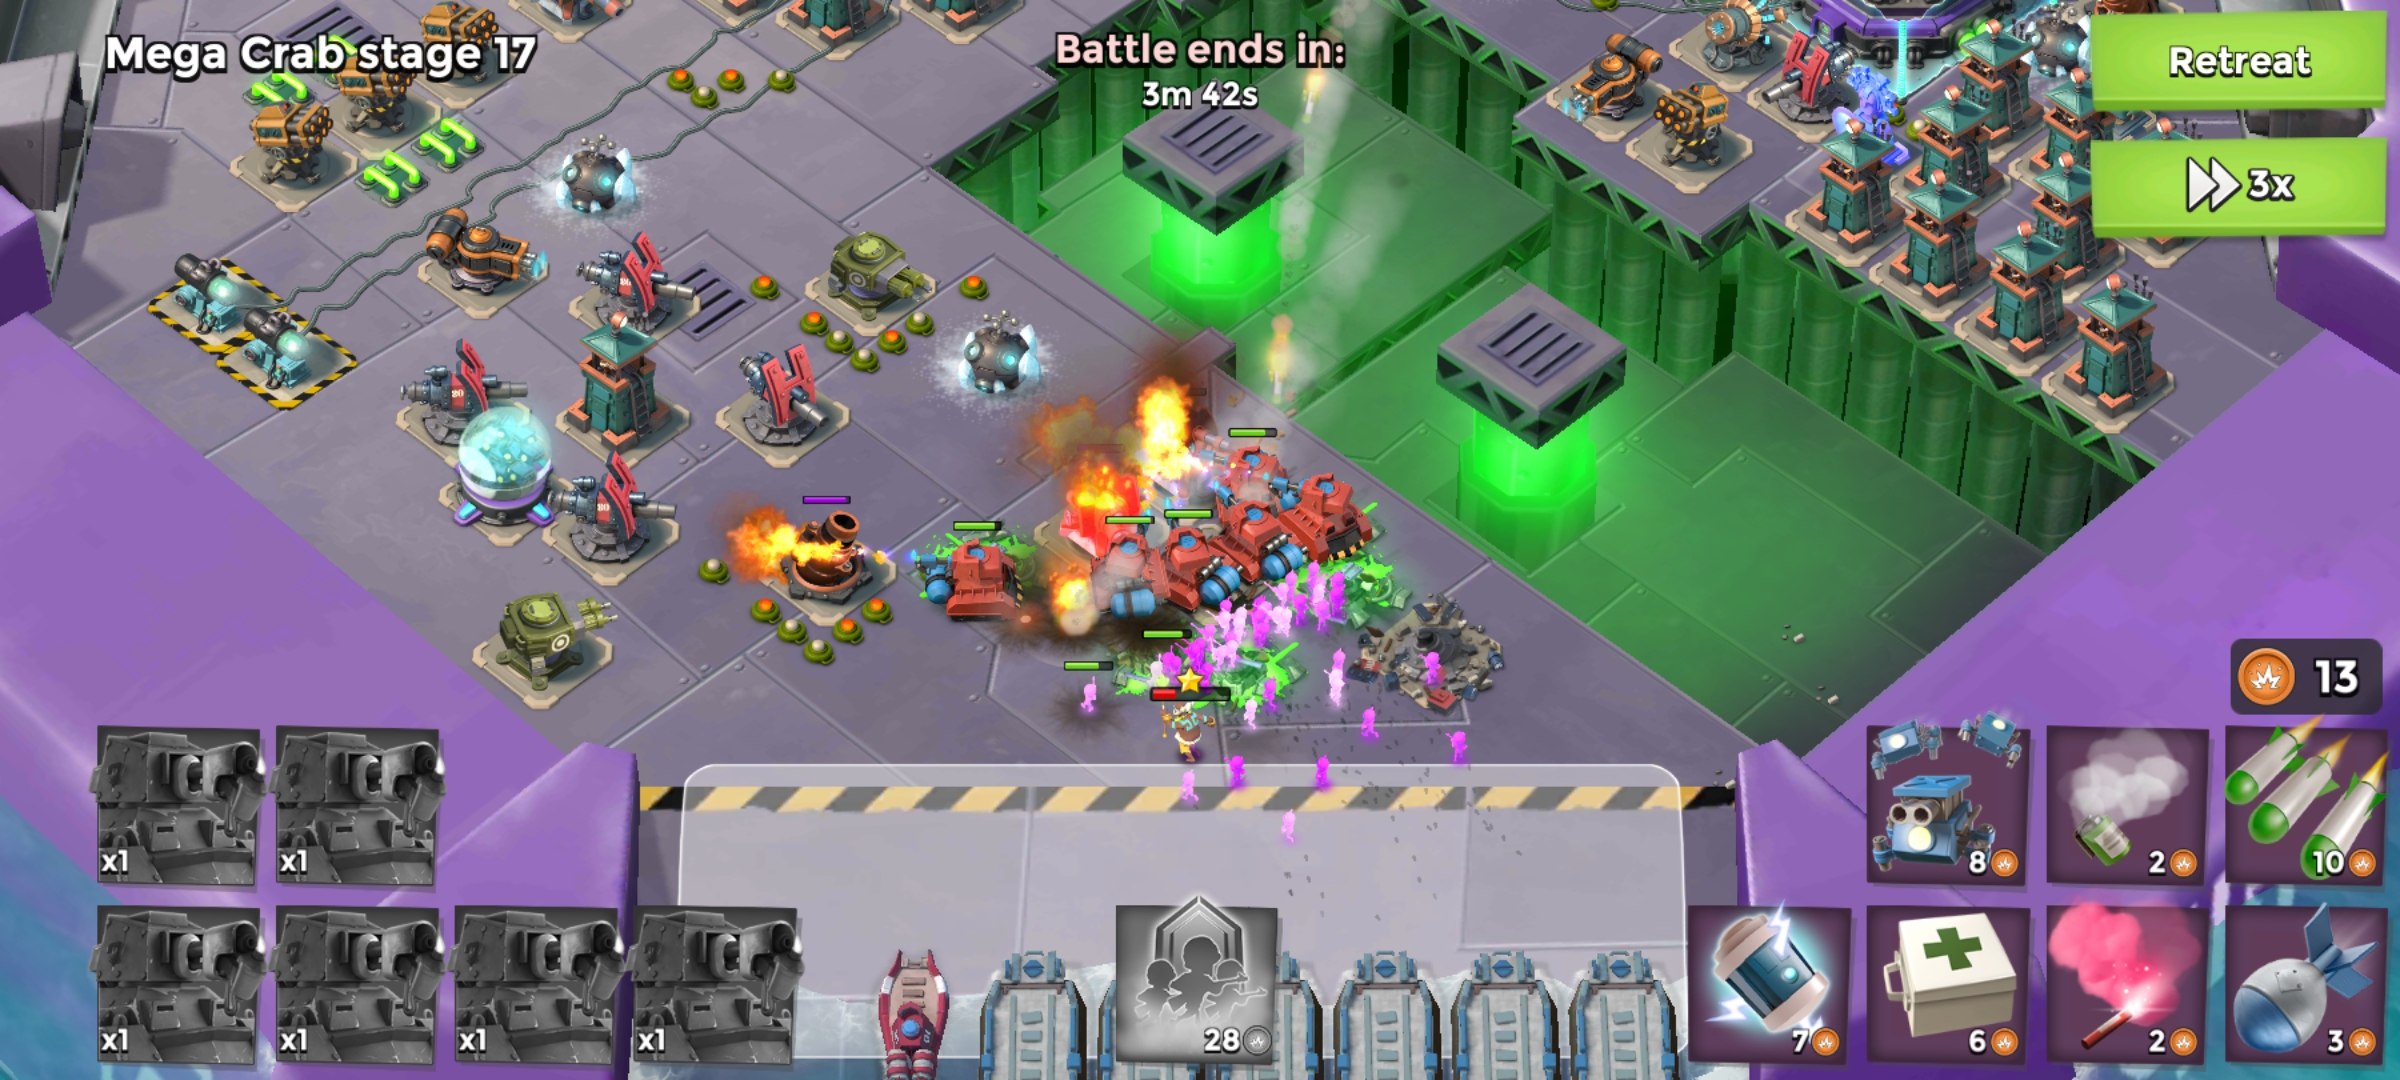 Mega Crab stage 17
Battle ends in:
3m 42s
Retreat
3x
13
8
2
10
x1
x1
x1
x1
x1
x1
28
7
6
2
3